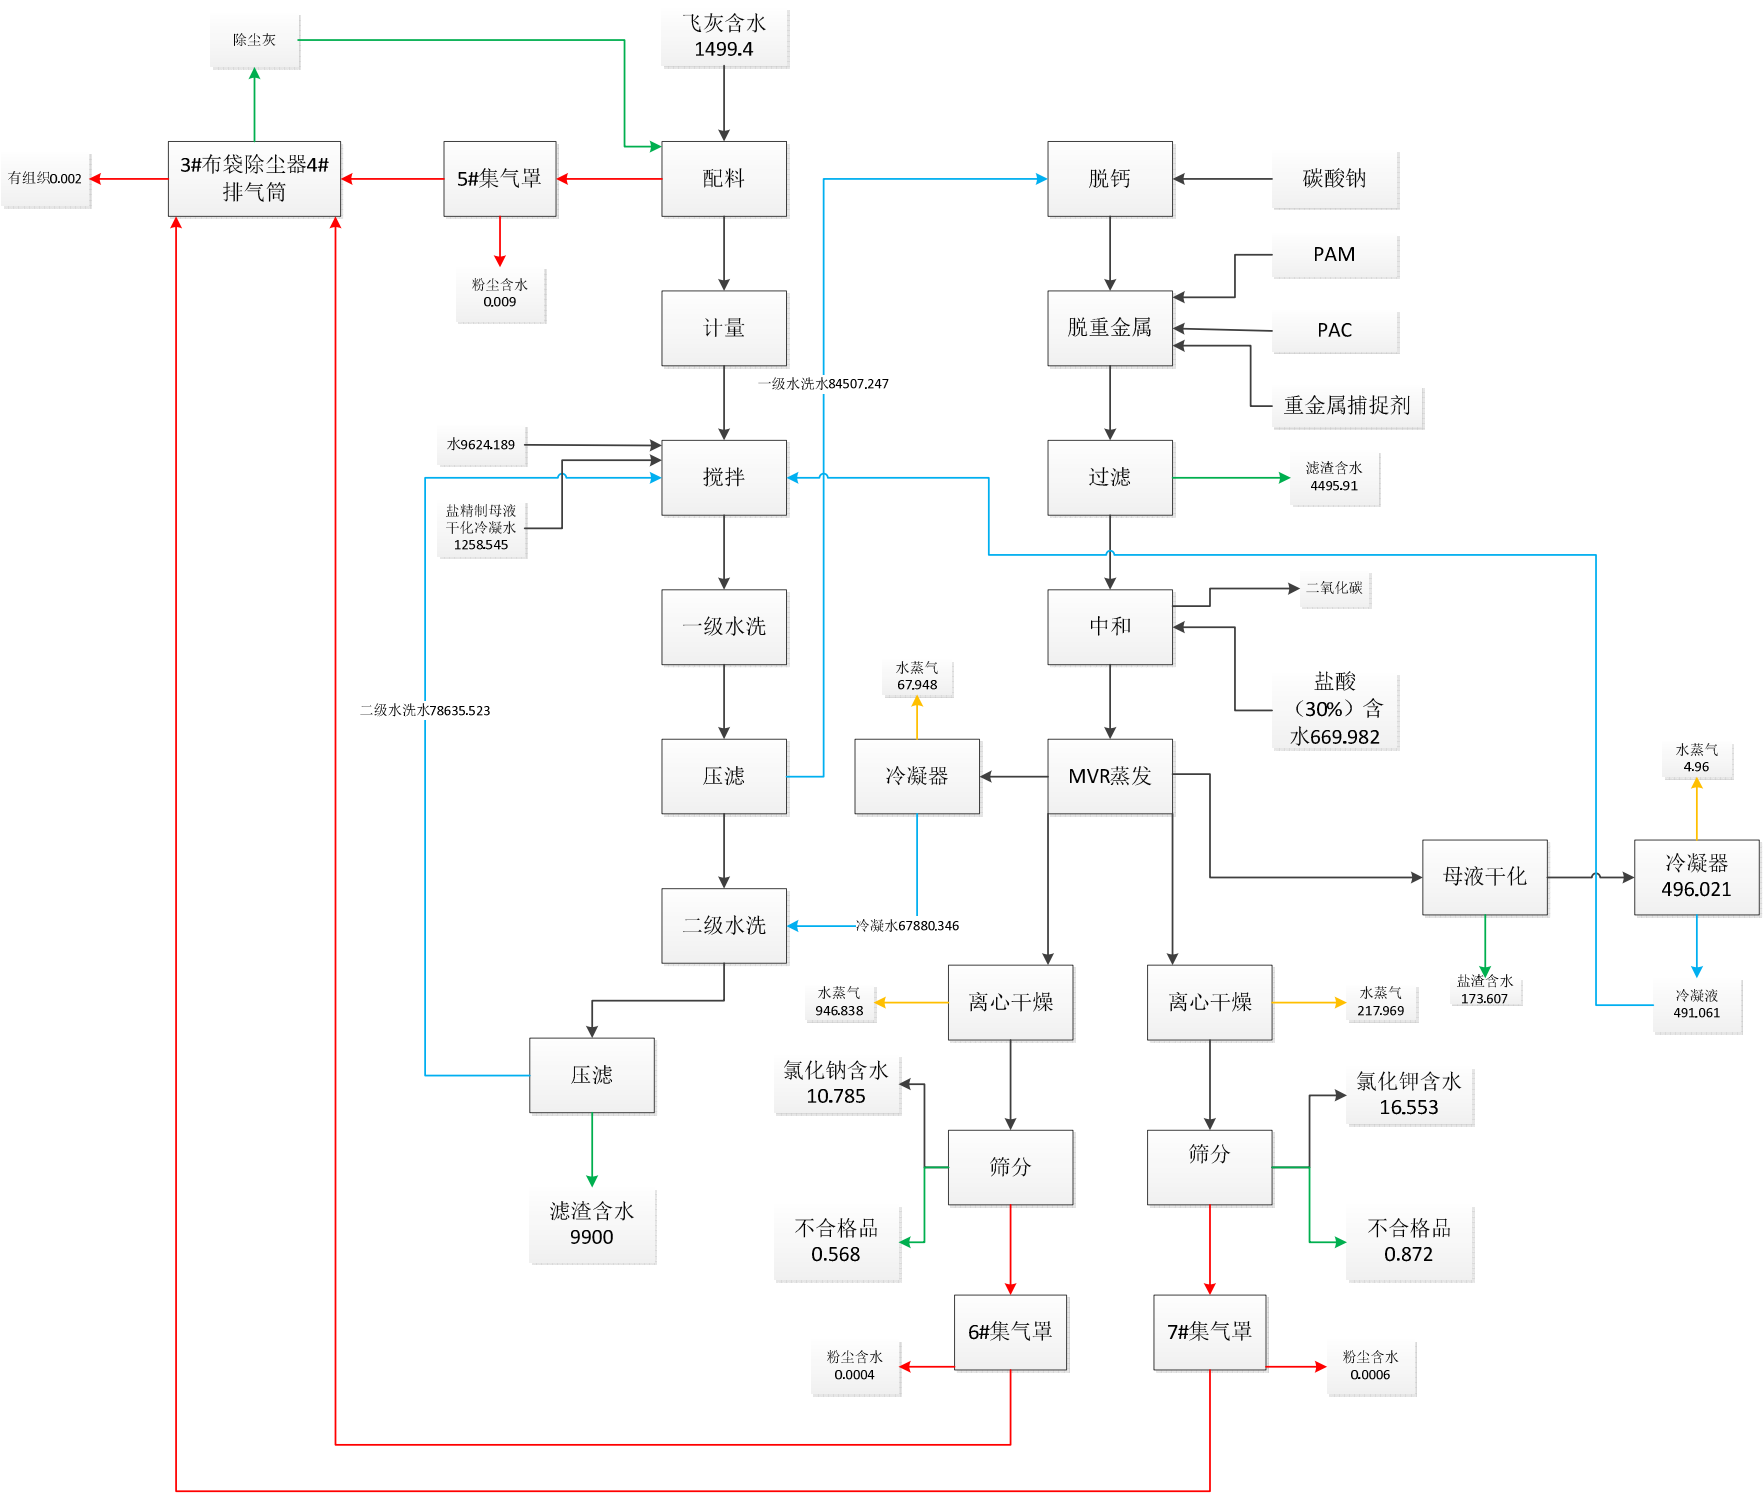 除尘灰
飞灰含水
1499.4
有组织0.002
3#布袋除尘器4#
排气筒
5#集气罩
配料
脱钙
碳酸钠
粉尘含水
0.009
PAM
计量
脱重金属
PAC
一级水洗水84507.247
重金属捕捉剂
水9624.189
搅拌
过滤
滤渣含水
4495.91
盐精制母液
干化冷凝水
1258.545
二氧化碳
一级水洗
中和
水蒸气
67.948
盐酸
（30%）含
水669.982
二级水洗水78635.523
压滤
冷凝器
MVR蒸发
水蒸气
4.96
母液干化
冷凝器
496.021
二级水洗
冷凝水67880.346
盐渣含水
173.607
冷凝液
491.061
水蒸气
946.838
离心干燥
离心干燥
水蒸气
217.969
压滤
氯化钠含水
10.785
氯化钾含水
16.553
筛分
筛分
滤渣含水
9900
不合格品
0.568
不合格品
0.872
6#集气罩
7#集气罩
粉尘含水
0.0004
粉尘含水
0.0006